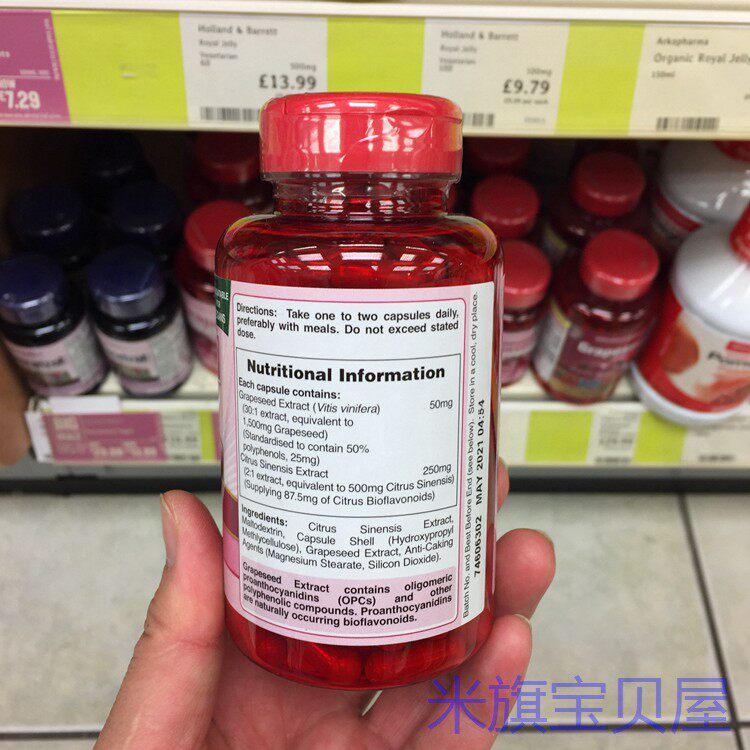 Holland & Barrett
Royal Jelly
Vegetarian
60
500mg
£13.99
Holland & Barrett
Royal Jelly
Vegetarian
100mg
£9.79
Arkopharma
Organic Royal Jelly
NOW
£7.29
Directions: Take one to two capsules daily,
preferably with meals. Do not exceed stated
dose.
Nutritional Information
Each capsule contains:
Grapeseed Extract (Vitis vinifera) 50mg
(30:1 extract, equivalent to
1,500mg Grapeseed)
(Standardised to contain 50%
polyphenols, 25mg)
Citrus Sinensis Extract 250mg
(2:1 extract, equivalent to 500mg Citrus Sinensis)
(Supplying 87.5mg of Citrus Bioflavonoids)
Ingredients: Citrus Sinensis Extract,
Maltodextrin, Capsule Shell (Hydroxypropyl
Methylcellulose), Grapeseed Extract, Anti-Caking
Agents (Magnesium Stearate, Silicon Dioxide).
Grapeseed Extract contains oligomeric
proanthocyanidins (OPCs) and other
polyphenolic compounds. Proanthocyanidins
are naturally occurring bioflavonoids.
Batch No. and Best Before End (see below). Store in a cool, dry place.
74606302 MAY 2021 04:54
米旗宝贝屋